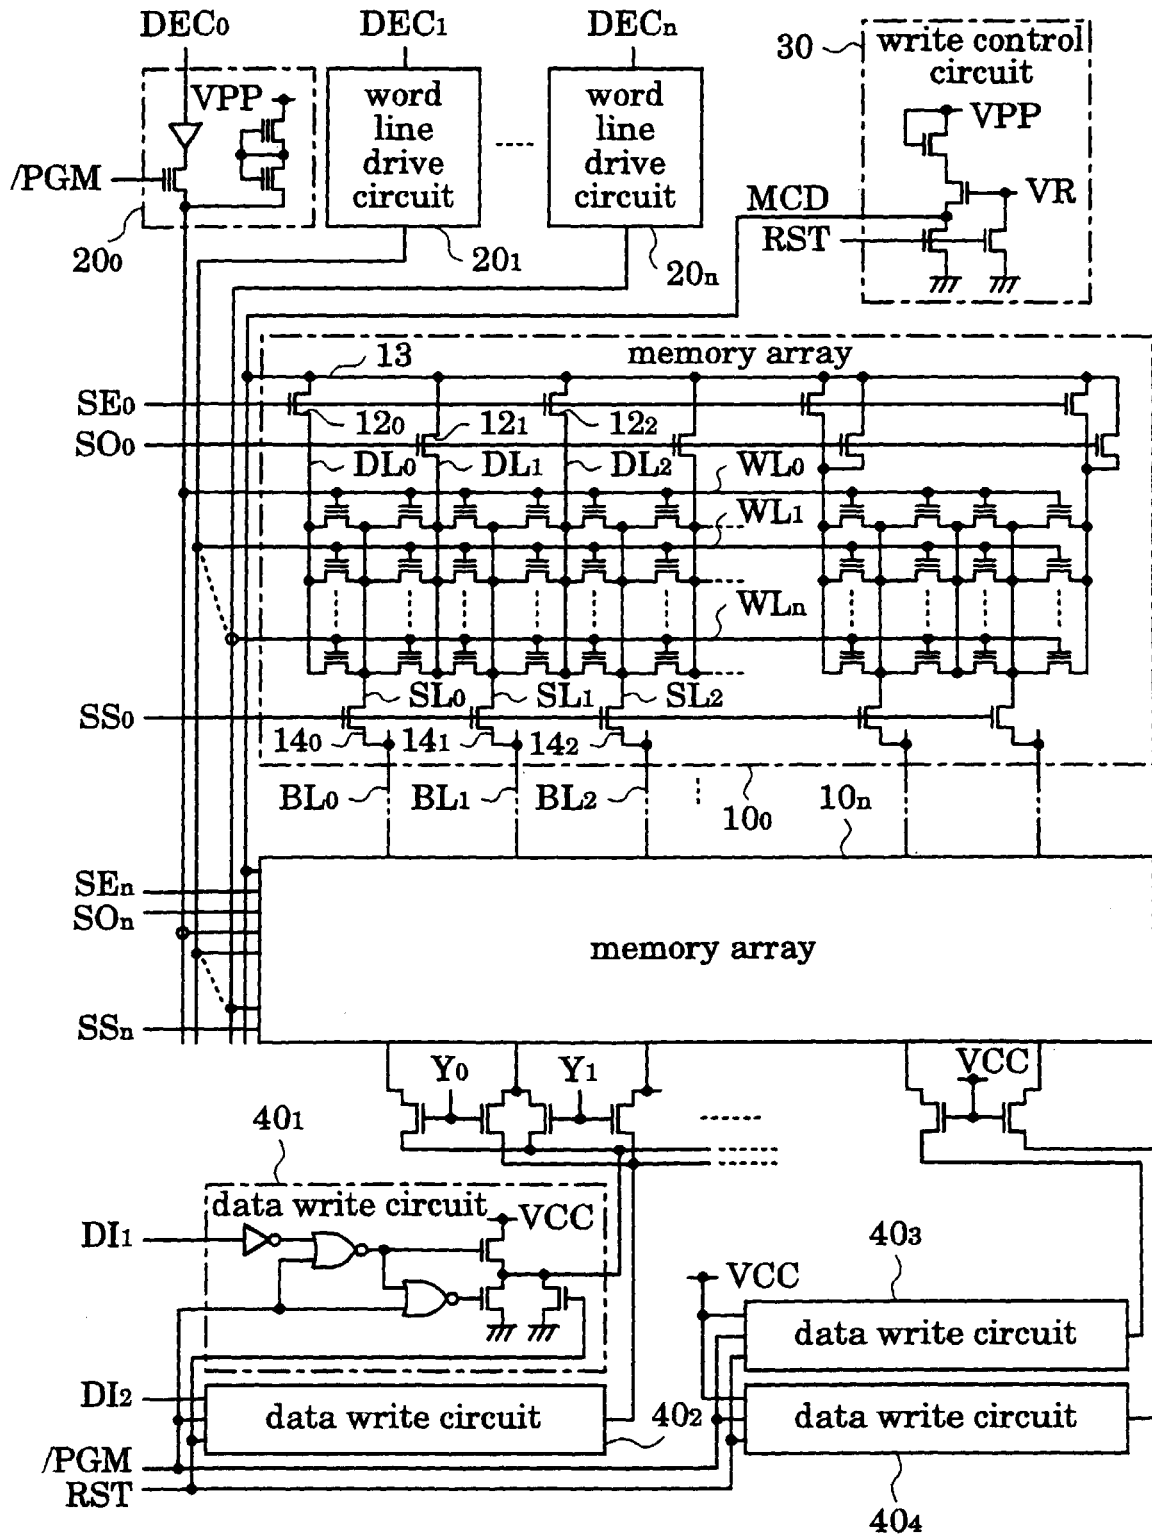 DEC0
DEC1
DECn
30
write control
circuit
VPP
word
line
drive
circuit
word
line
drive
circuit
VPP
/PGM
MCD
VR
RST
200
201
20n
13
memory array
SE0
120
121
122
SO0
DL0
DL1
DL2
WL0
WL1
WLn
SL0
SL1
SL2
SS0
140
141
142
BL0
BL1
BL2
100
10n
SEn
SOn
memory array
SSn
Y0
Y1
VCC
401
data write circuit
VCC
DI1
403
VCC
data write circuit
DI2
data write circuit
402
data write circuit
/PGM
RST
404